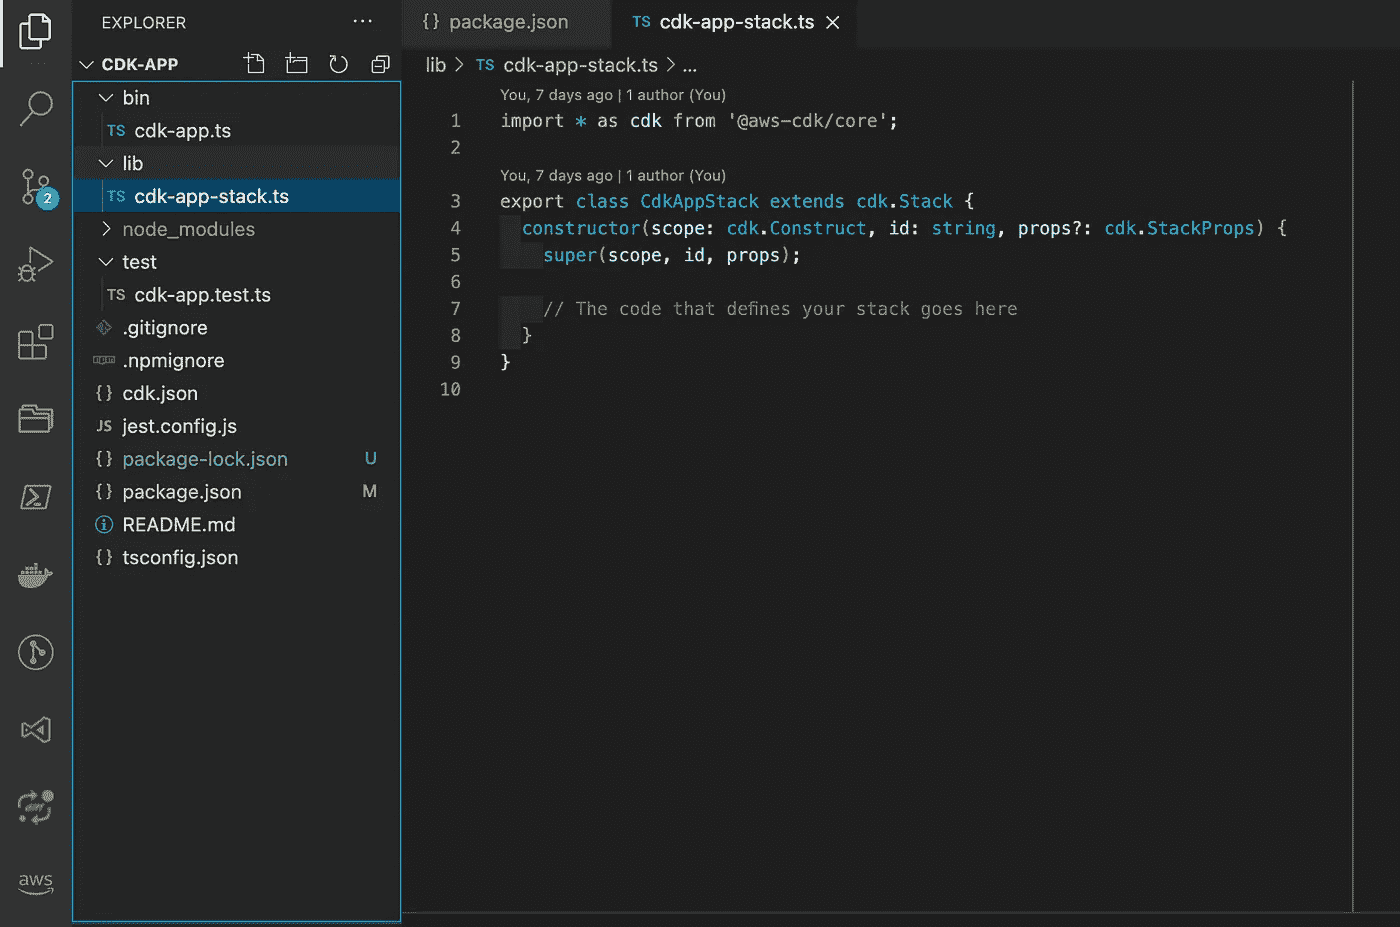 EXPLORER ...
CDK-APP
bin
TS cdk-app.ts
lib
TS cdk-app-stack.ts
node_modules
test
TS cdk-app.test.ts
.gitignore
npm .npmignore
{} cdk.json
JS jest.config.js
{} package-lock.json U
{} package.json M
README.md
{} tsconfig.json
2
aws
{} package.json
TS cdk-app-stack.ts
lib > TS cdk-app-stack.ts > ...
You, 7 days ago | 1 author (You)
1 import * as cdk from '@aws-cdk/core';
2
You, 7 days ago | 1 author (You)
3 export class CdkAppStack extends cdk.Stack {
4 constructor(scope: cdk.Construct, id: string, props?: cdk.StackProps) {
5 super(scope, id, props);
6
7 // The code that defines your stack goes here
8 }
9 }
10